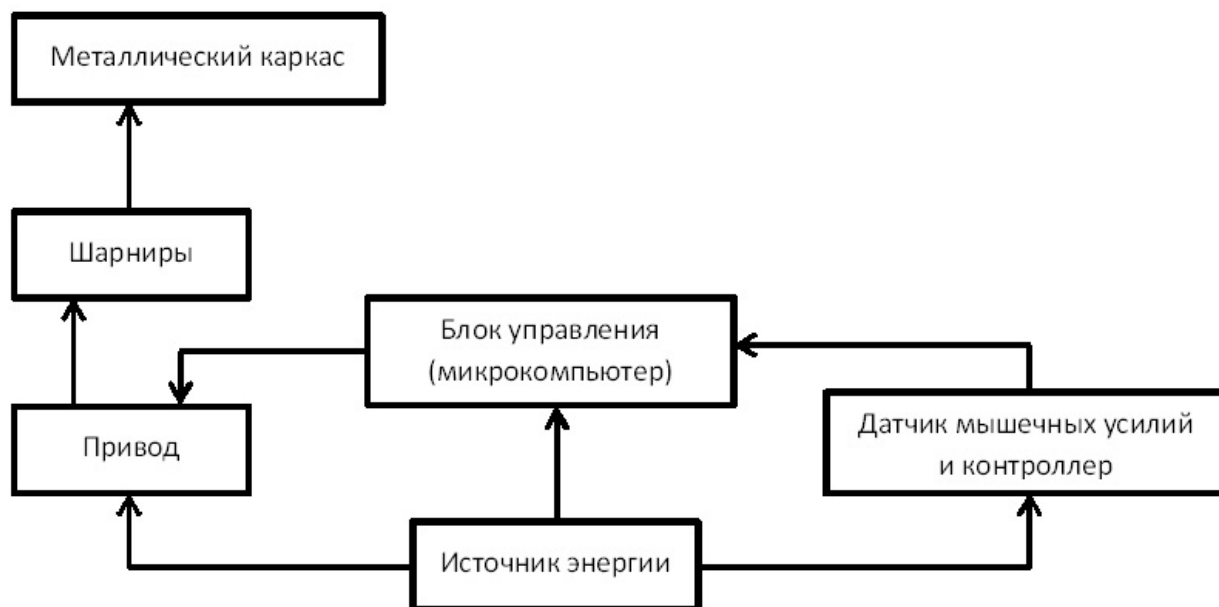 Металлический каркас
Шарниры
Блок управления
(микрокомпьютер)
Датчик мышечных усилий
и контроллер
Привод
Источник энергии